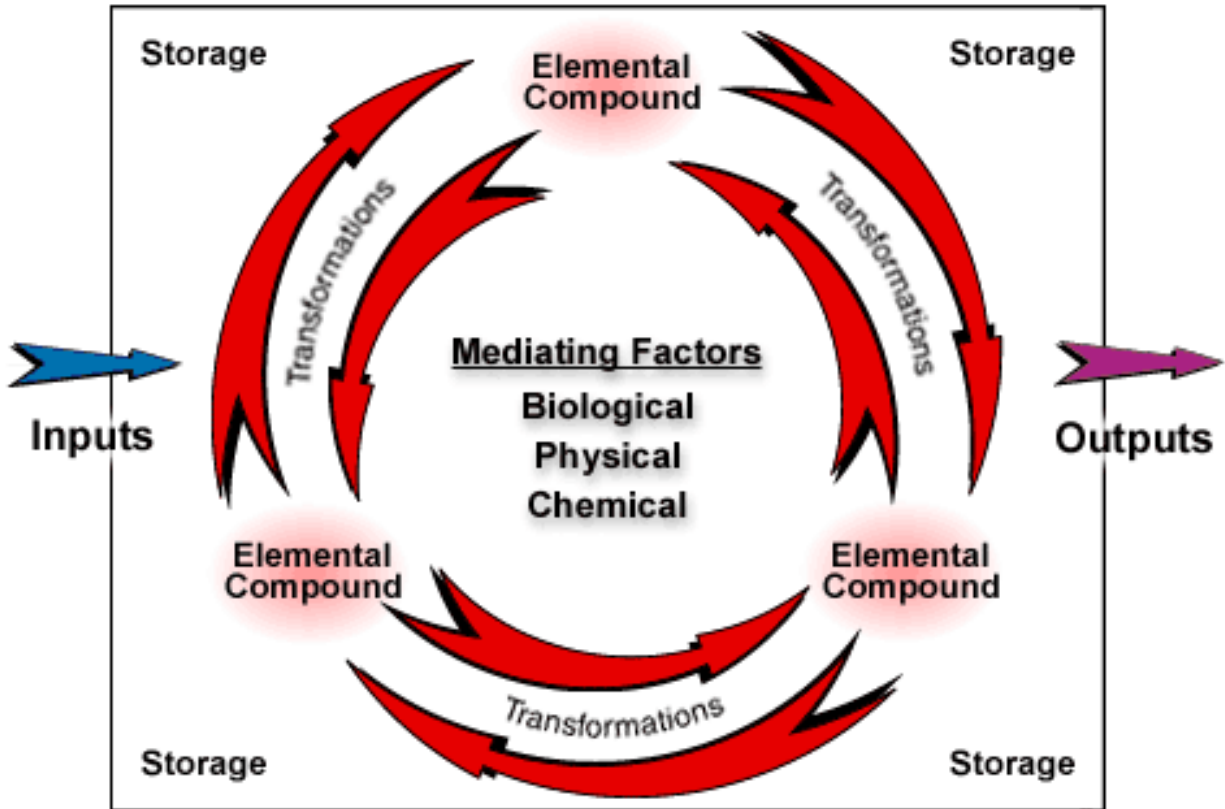 Storage
Elemental
Compound
Storage
Transformations
Transformations
Mediating Factors
Biological
Physical
Chemical
Inputs
Outputs
Elemental
Compound
Elemental
Compound
Transformations
Storage
Storage